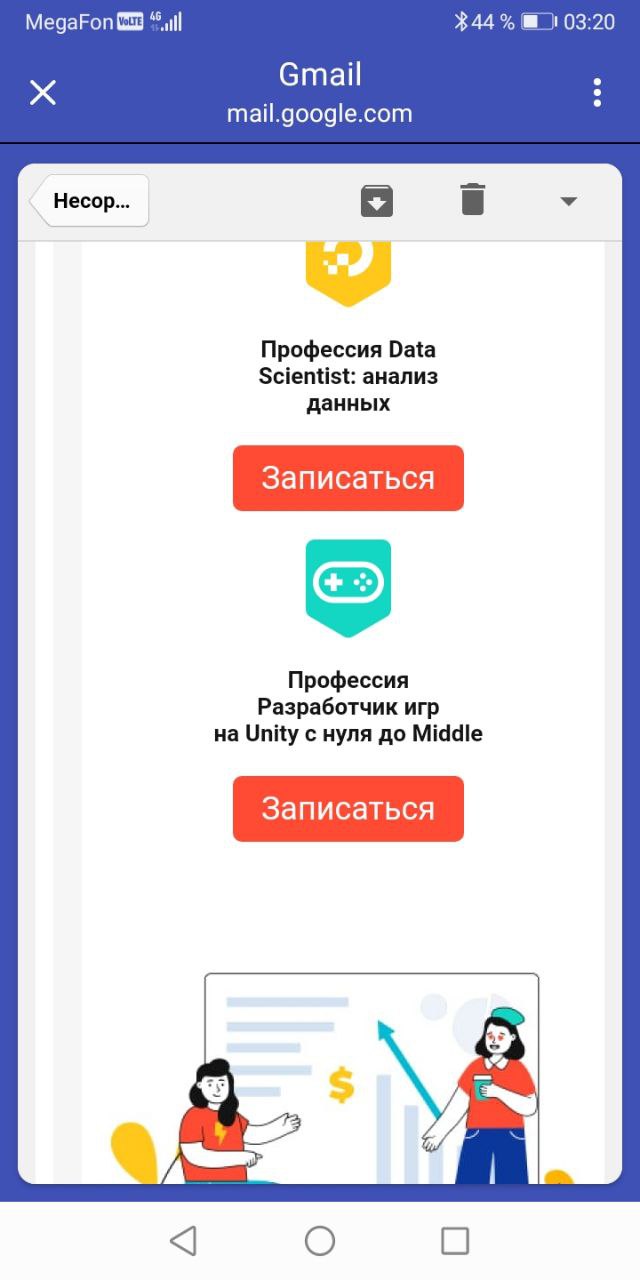 MegaFon VoLTE 4G 44 % 03:20
Gmail
mail.google.com
Несор...
Профессия Data
Scientist: анализ
данных
Записаться
Профессия
Разработчик игр
на Unity с нуля до Middle
Записаться
$